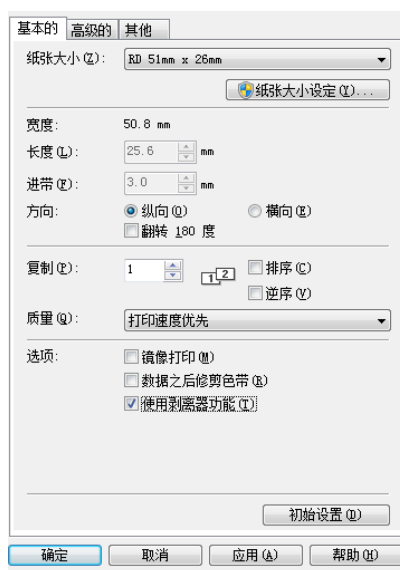 基本的 高级的 其他
纸张大小(Z): RD 51mm x 26mm
纸张大小设定(Y)...
宽度: 50.8 mm
长度(L): 25.6 mm
进带(F): 3.0 mm
方向: 纵向(O) 横向(E)
翻转 180 度
复制(P): 1 1 2 排序(C)
逆序(V)
质量(Q): 打印速度优先
选项: 镜像打印(M)
数据之后修剪色带(R)
使用剥离器功能(T)
初始设置(D)
确定 取消 应用(A) 帮助(H)